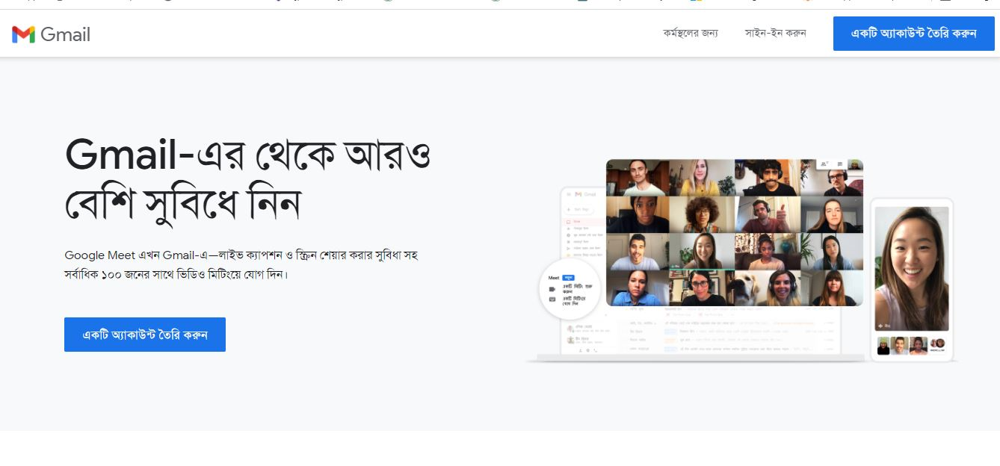 Gmail
কর্মস্থলের জন্য
সাইন-ইন করুন
একটি অ্যাকাউন্ট তৈরি করুন
Gmail-এর থেকে আরও
বেশি সুবিধে নিন
Google Meet এখন Gmail-এ—লাইভ ক্যাপশন ও স্ক্রিন শেয়ার করার সুবিধা সহ
সর্বাধিক ১০০ জনের সাথে ভিডিও মিটিংয়ে যোগ দিন।
একটি অ্যাকাউন্ট তৈরি করুন
Gmail
Meet
একটি মিটিং শুরু
করুন
একটি মিটিংয়ে
যোগ দিন